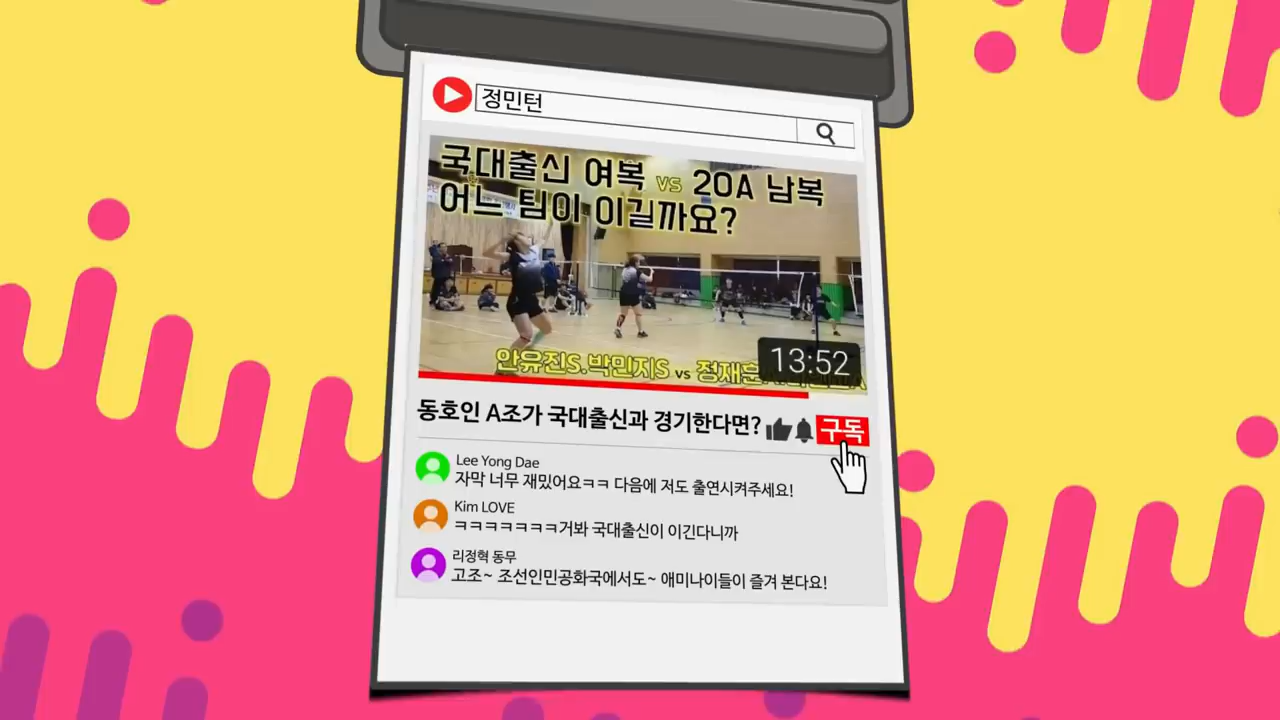 정민턴
국대출신 여복 vs 20A 남복
어느 팀이 이길까요?
안유진S.박민지S vs 정재훈
13:52
동호인 A조가 국대출신과 경기한다면?
구독
Lee Yong Dae
자막 너무 재밌어요ㅋㅋ 다음에 저도 출연시켜주세요!
Kim LOVE
ㅋㅋㅋㅋㅋㅋㅋ거봐 국대출신이 이긴다니까
리정혁 동무
고조~ 조선인민공화국에서도~ 애미나이들이 즐겨 본다요!